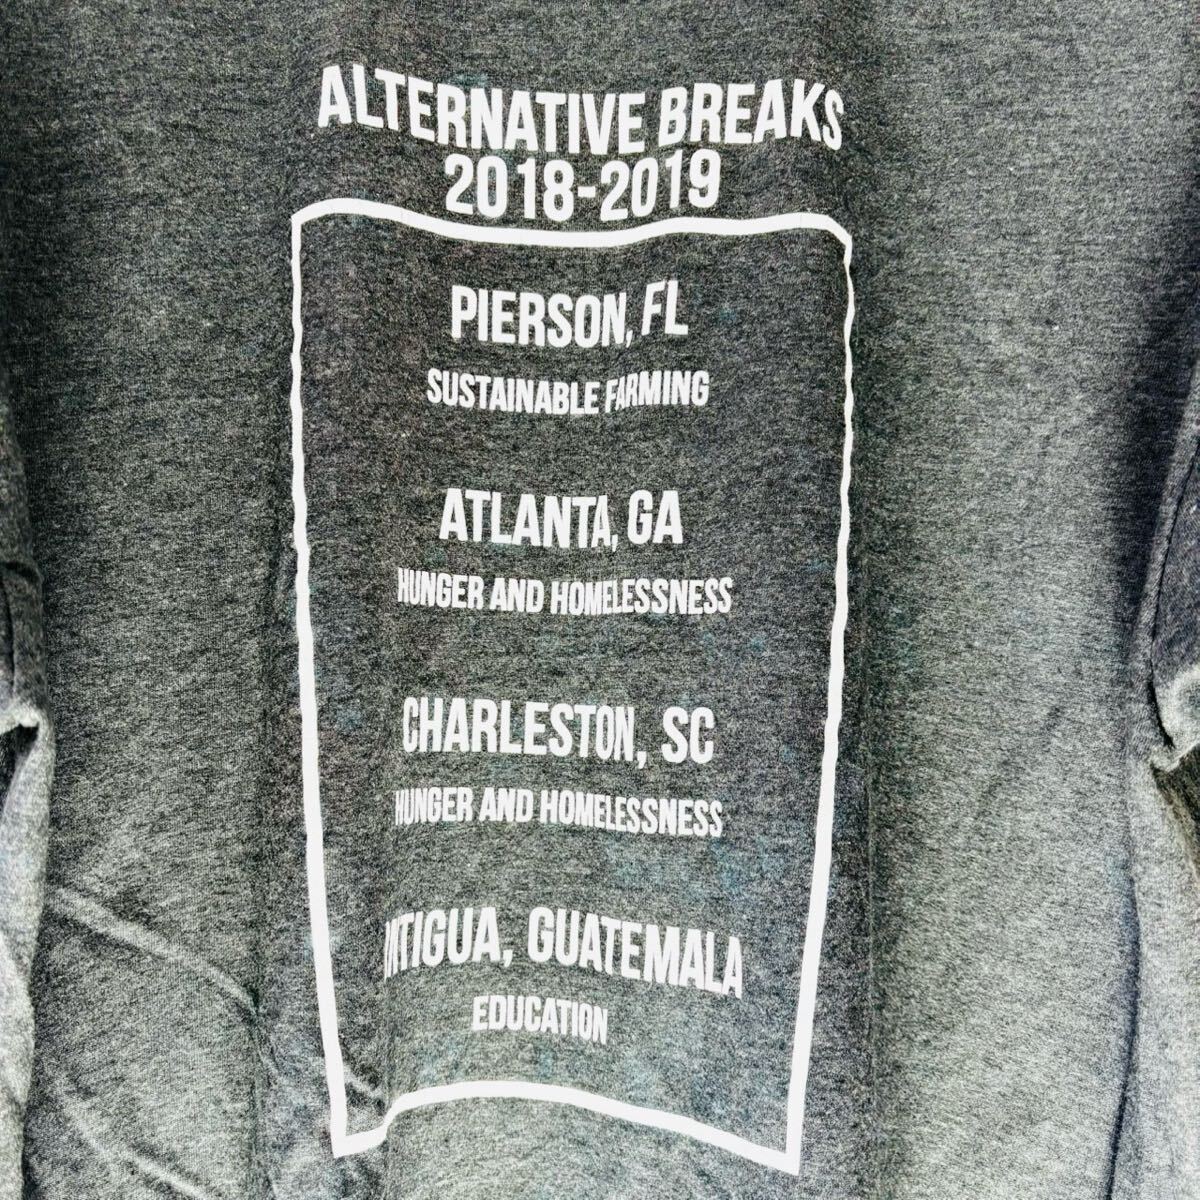 ALTERNATIVE BREAKS
2018-2019
PIERSON, FL
SUSTAINABLE FARMING
ATLANTA, GA
HUNGER AND HOMELESSNESS
CHARLESTON, SC
HUNGER AND HOMELESSNESS
ANTIGUA, GUATEMALA
EDUCATION